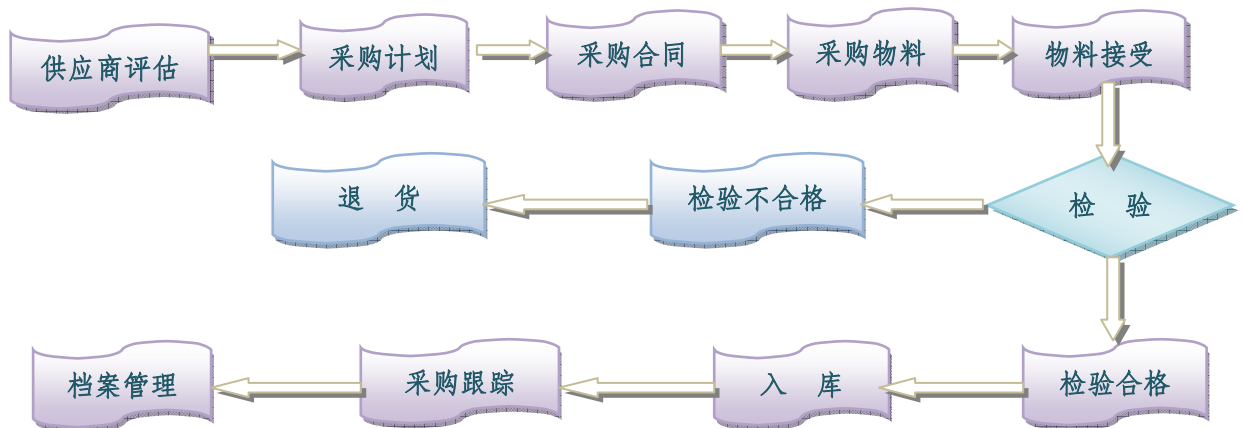 供应商评估
采购计划
采购合同
采购物料
物料接受
退 货
检验不合格
检 验
档案管理
采购跟踪
入 库
检验合格